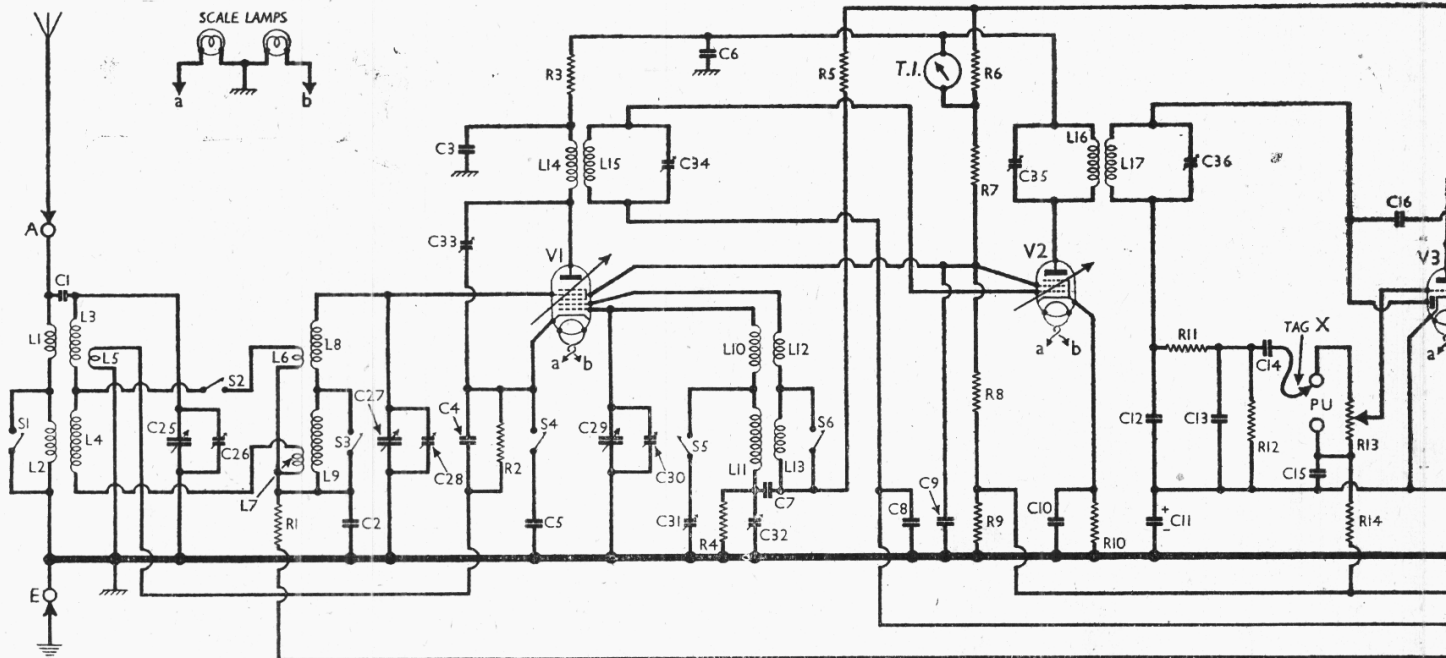 SCALE LAMPS
a
b
C6
R3
R5
T.I.
R6
C3
L14
L15
C34
R7
C35
L16
L17
C36
C16
A
C33
V1
V2
V3
C1
L3
L1
L5
L6
L8
a
b
L10
L12
a
b
a
TAG X
R11
C14
S2
S1
L2
L4
C25
C26
S3
C27
C4
S4
C29
S5
S6
R8
C12
C13
PU
R13
R12
L7
L9
C28
R2
C30
L11
L13
C15
R1
C2
C5
C31
R4
C7
C32
C8
C9
R9
C10
R10
+
C11
-
R14
E